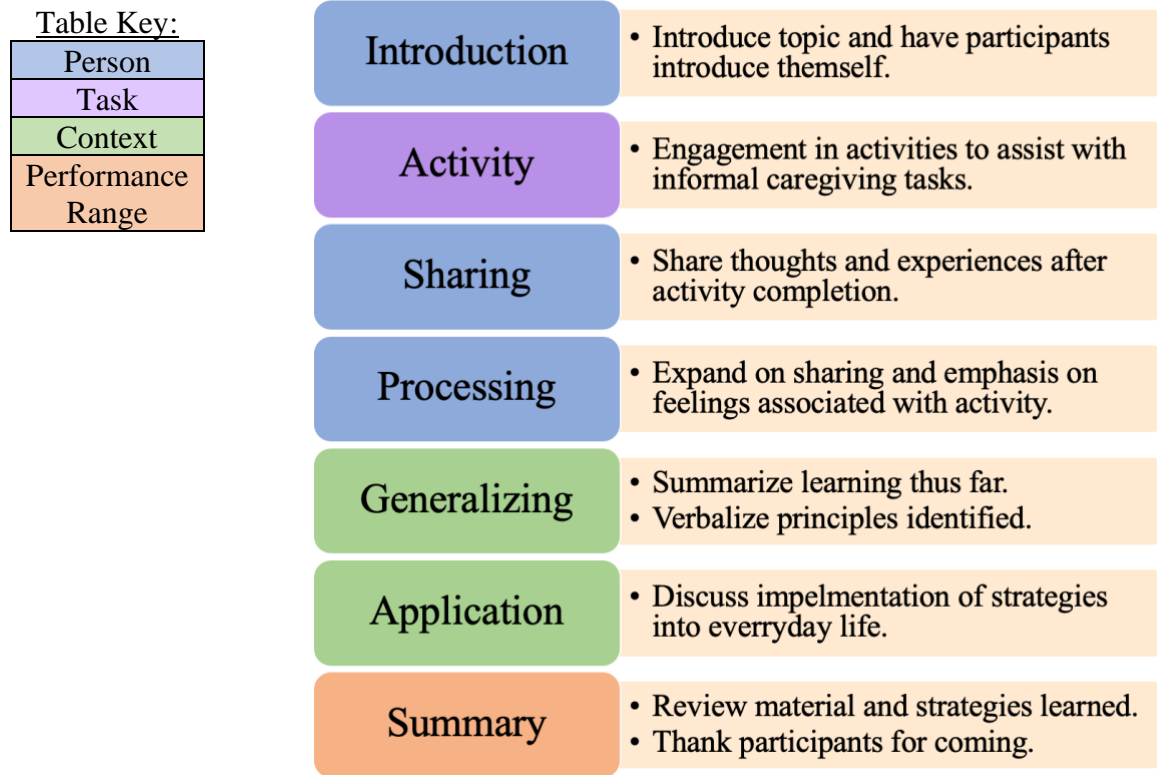 Table Key:
Person
Task
Context
Performance
Range
Introduction
• Introduce topic and have participants
introduce themself.
Activity
• Engagement in activities to assist with
informal caregiving tasks.
Sharing
• Share thoughts and experiences after
activity completion.
Processing
• Expand on sharing and emphasis on
feelings associated with activity.
Generalizing
• Summarize learning thus far.
• Verbalize principles identified.
Application
• Discuss impelmentation of strategies
into everryday life.
Summary
• Review material and strategies learned.
• Thank participants for coming.